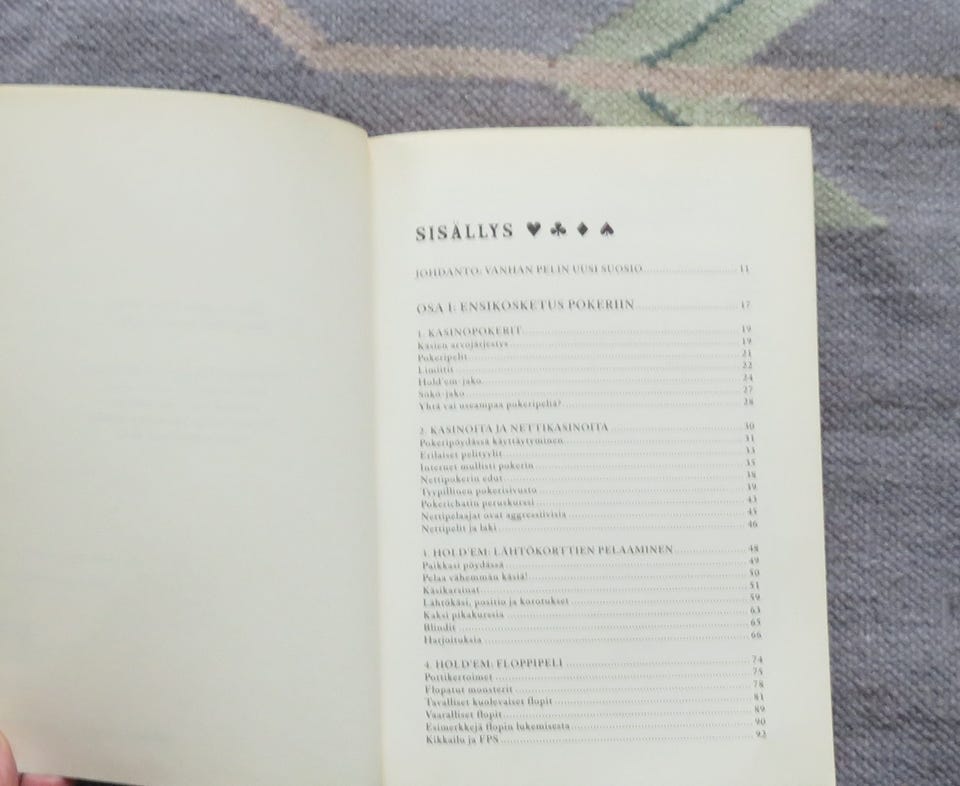 SISÄLLYS ♥ ♣ ♦ ♠
JOHDANTO: VANHAN PELIN UUSI SUOSIO 11
OSA I: ENSIKOSKETUS POKERIIN 17
1. KASINOPOKERIT 19
Käsien arvojärjestys 19
Pokeripelit 21
Limiitit 22
Hold'em-jako 24
Sökö-jako 27
Yhtä vai useampaa pokeripeliä? 28
2. KASINOITA JA NETTIKASINOITA 30
Pokeripöydässä käyttäytyminen 31
Erilaiset pelityylit 33
Internet mullisti pokerin 35
Nettipokerin edut 38
Tyypillinen pokerisivusto 39
Pokerichatin peruskurssi 43
Nettipelaajat ovat aggressiivisia 45
Nettipelit ja laki 46
3. HOLD'EM: LÄHTÖKORTTIEN PELAAMINEN 48
Paikkasi pöydässä 49
Pelaa vähemmän käsiä! 50
Käsikarsinat 51
Lähtökäsi, positio ja korotukset 59
Kaksi pikakurssia 63
Blindit 65
Harjoituksia 66
4. HOLD'EM: FLOPPIPELI 74
Pottikertoimet 75
Flopatut monsterit 78
Tavalliset kuolevaiset flopit 81
Vaaralliset flopit 89
Esimerkkejä flopin lukemisesta 90
Kikkailu ja FPS 92